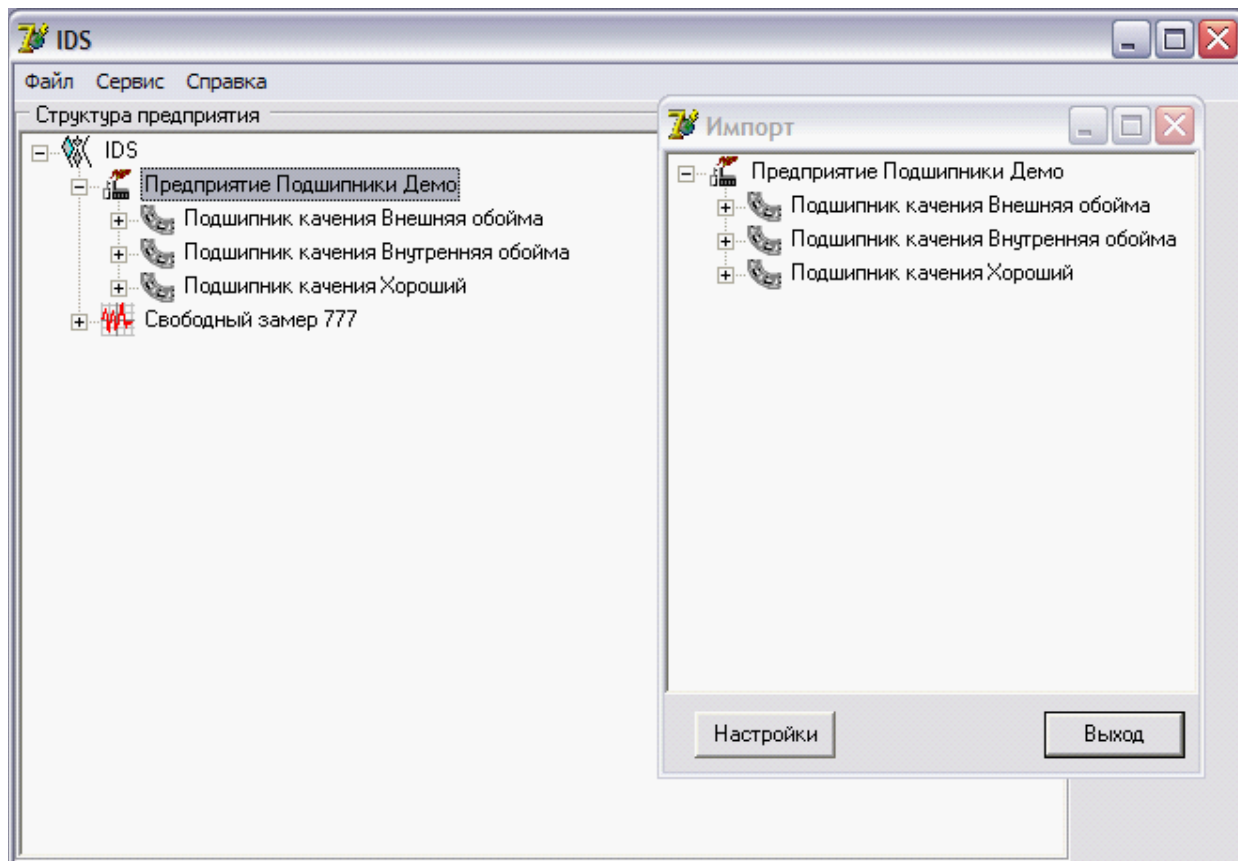 IDS
Файл Сервис Справка
Структура предприятия
IDS
Предприятие Подшипники Демо
Подшипник качения Внешняя обойма
Подшипник качения Внутренняя обойма
Подшипник качения Хороший
Свободный замер 777
Импорт
Предприятие Подшипники Демо
Подшипник качения Внешняя обойма
Подшипник качения Внутренняя обойма
Подшипник качения Хороший
Настройки Выход